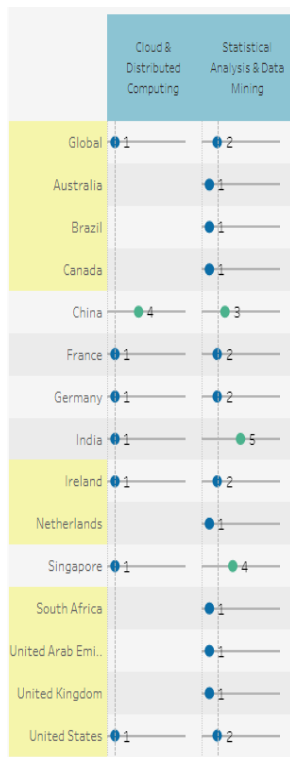 Cloud &
Distributed
Computing
Statistical
Analysis & Data
Mining
Global 1 2
Australia 1
Brazil 1
Canada 1
China 4 3
France 1 2
Germany 1 2
India 1 5
Ireland 1 2
Netherlands 1
Singapore 1 4
South Africa 1
United Arab Emi.. 1
United Kingdom 1
United States 1 2